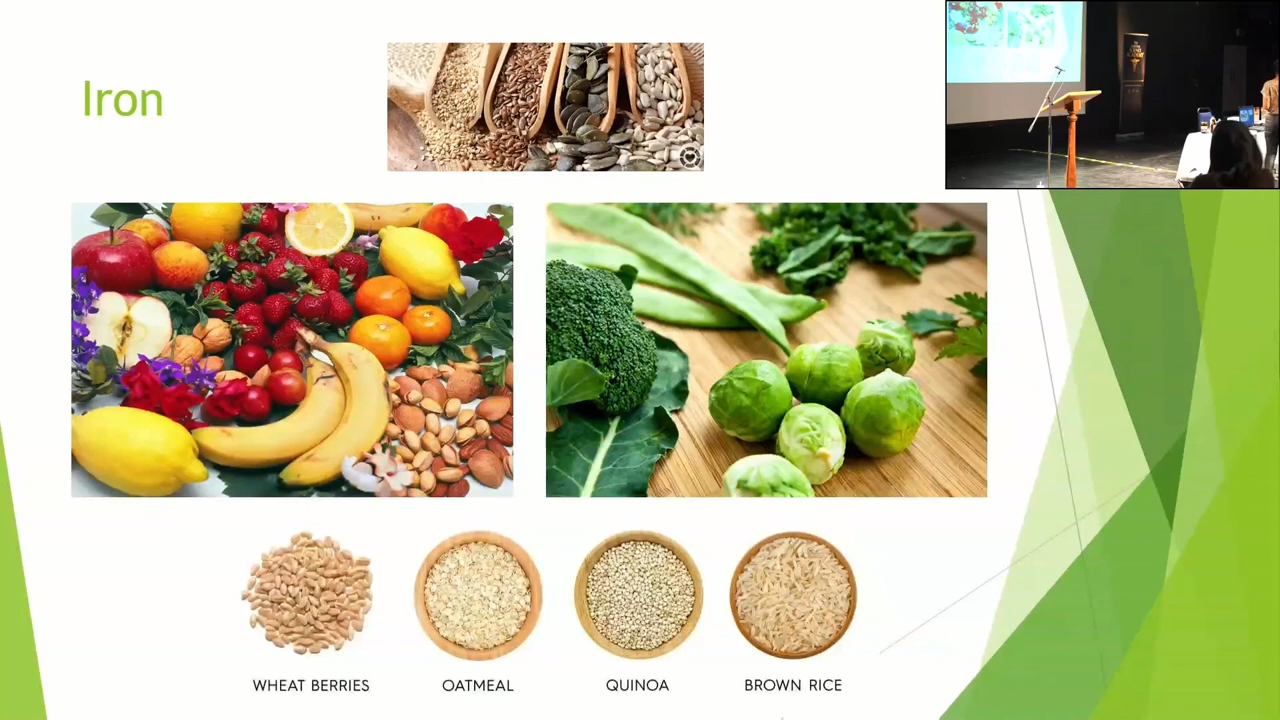 Iron
WHEAT BERRIES
OATMEAL
QUINOA
BROWN RICE